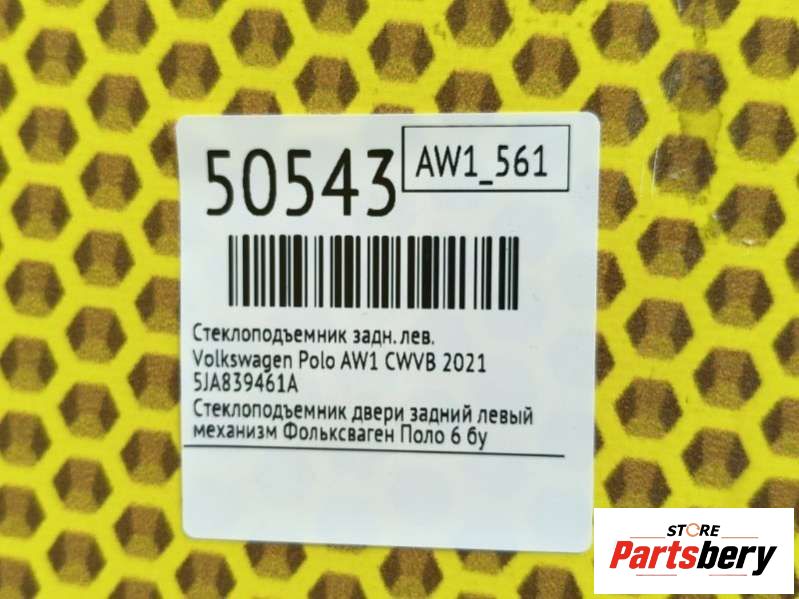 50543
AW1_561
Стеклоподъемник задн. лев.
Volkswagen Polo AW1 CWVB 2021
5JA839461A
Стеклоподъемник двери задний левый
механизм Фольксваген Поло 6 бу
STORE
Partsbery